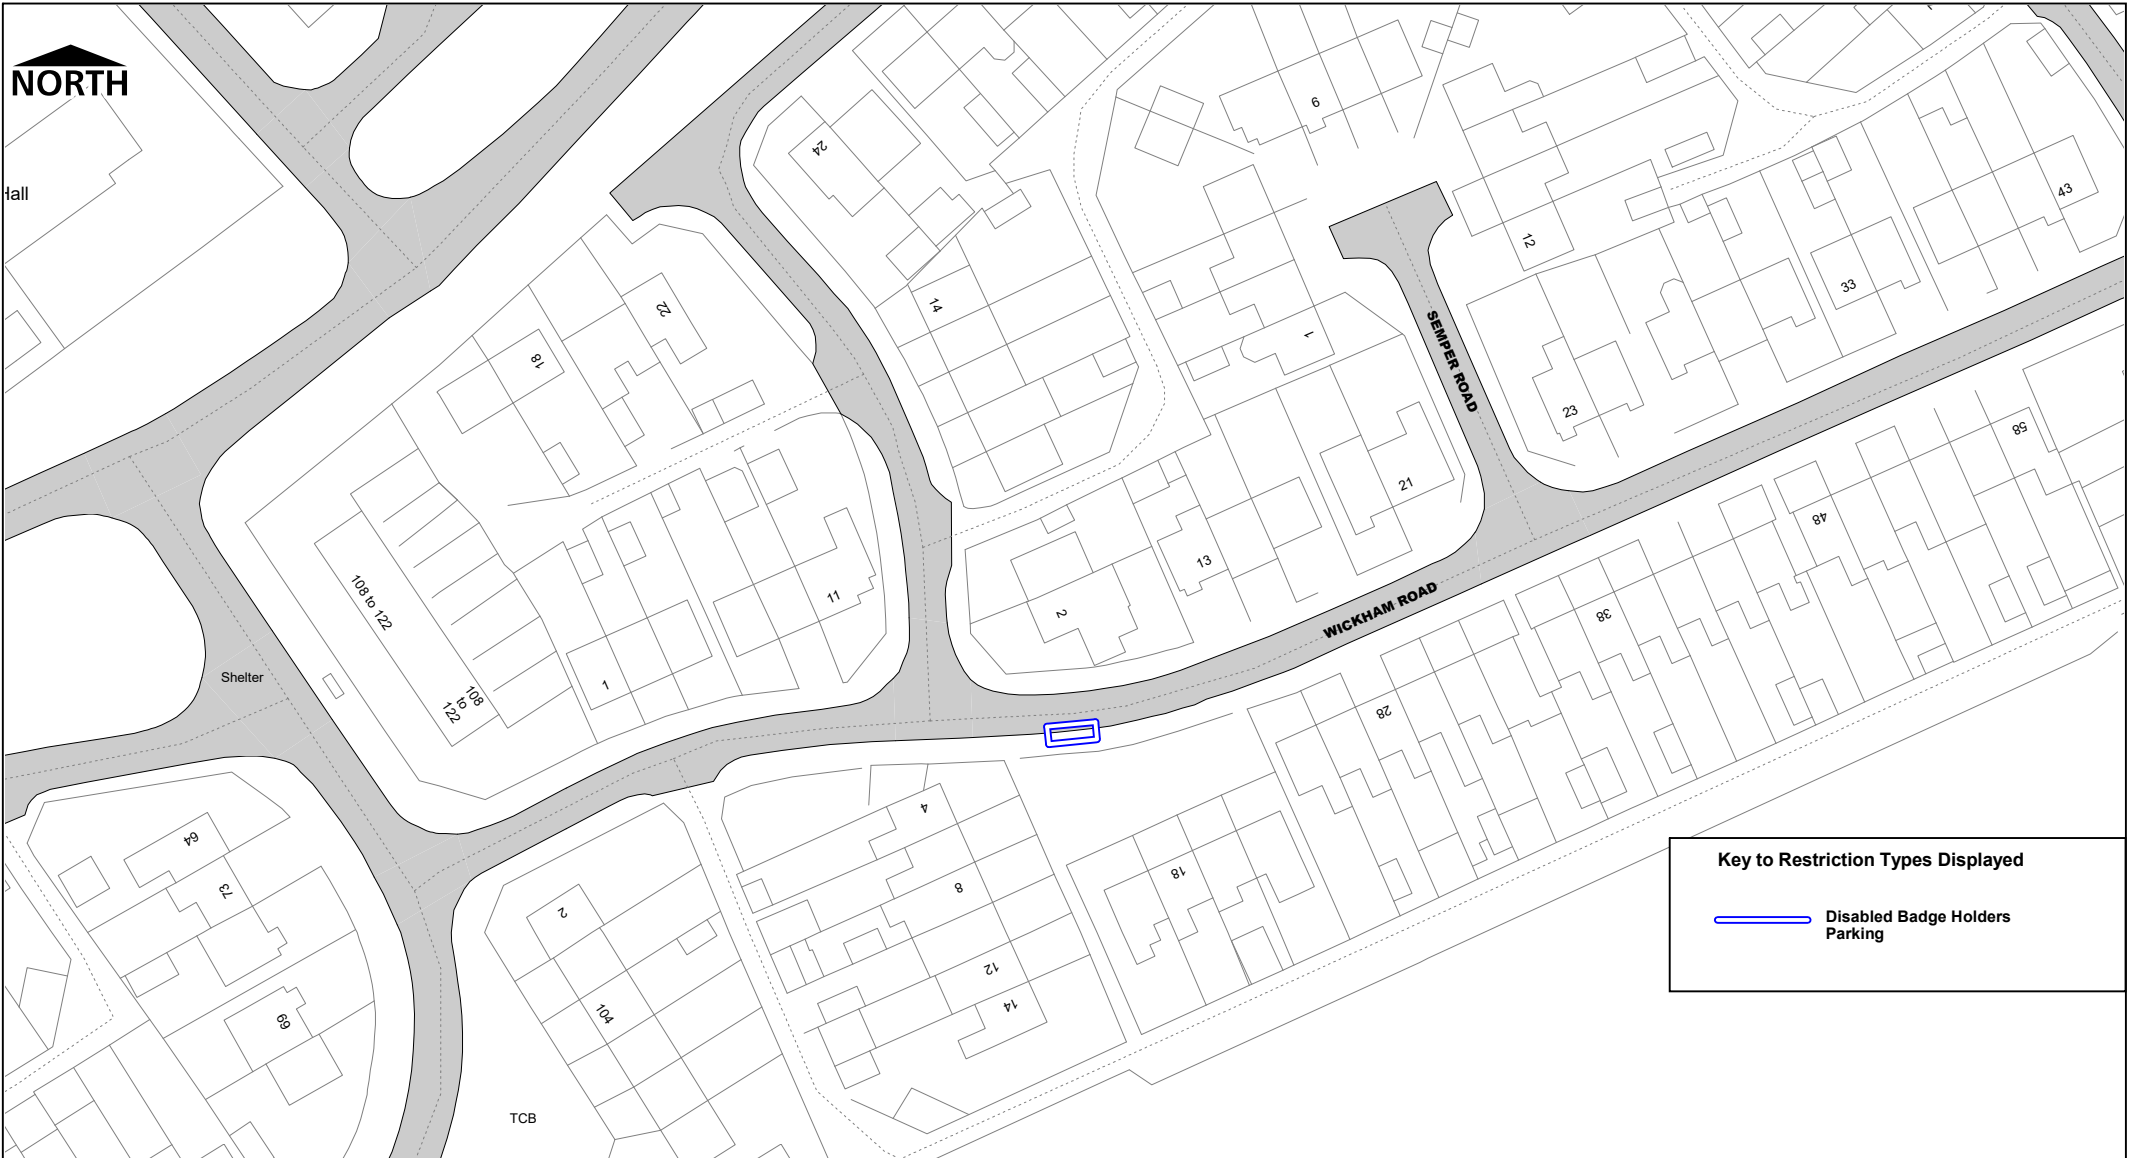 NORTH
Hall
24
14
22
18
6
12
1
43
33
23
21
13
2
11
1
SEMPER ROAD
WICKHAM ROAD
58
48
38
28
18
108 to 122
108
to
122
Shelter
64
73
69
2
104
4
8
12
14
TCB
Key to Restriction Types Displayed
Disabled Badge Holders
Parking